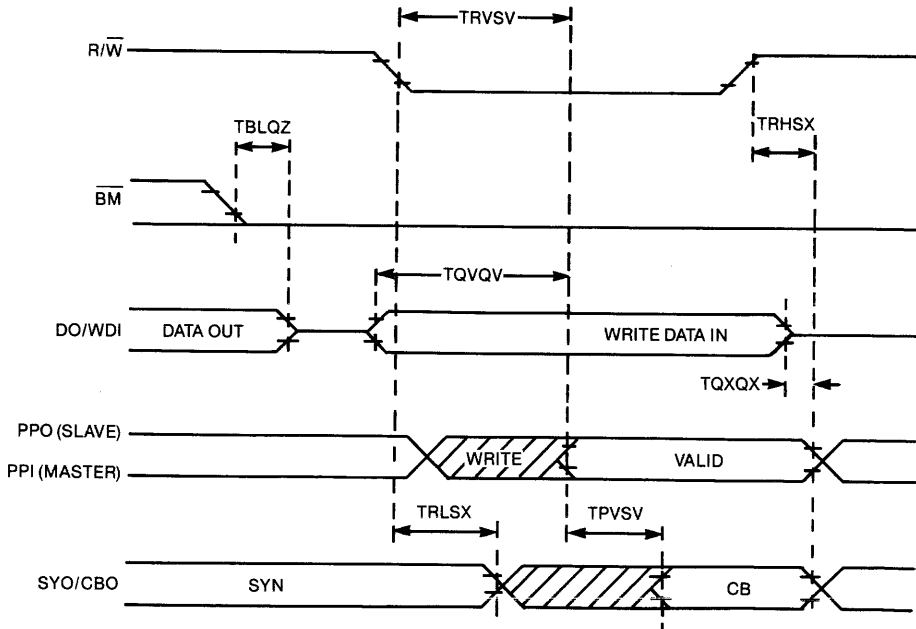 TRVSV
R/W̅
TBLQZ
TRHSX
B̅M̅
TQVQV
DO/WDI
DATA OUT
WRITE DATA IN
TQXQX
PPO (SLAVE)
WRITE
VALID
PPI (MASTER)
TRLSX
TPVSV
SYO/CBO
SYN
CB